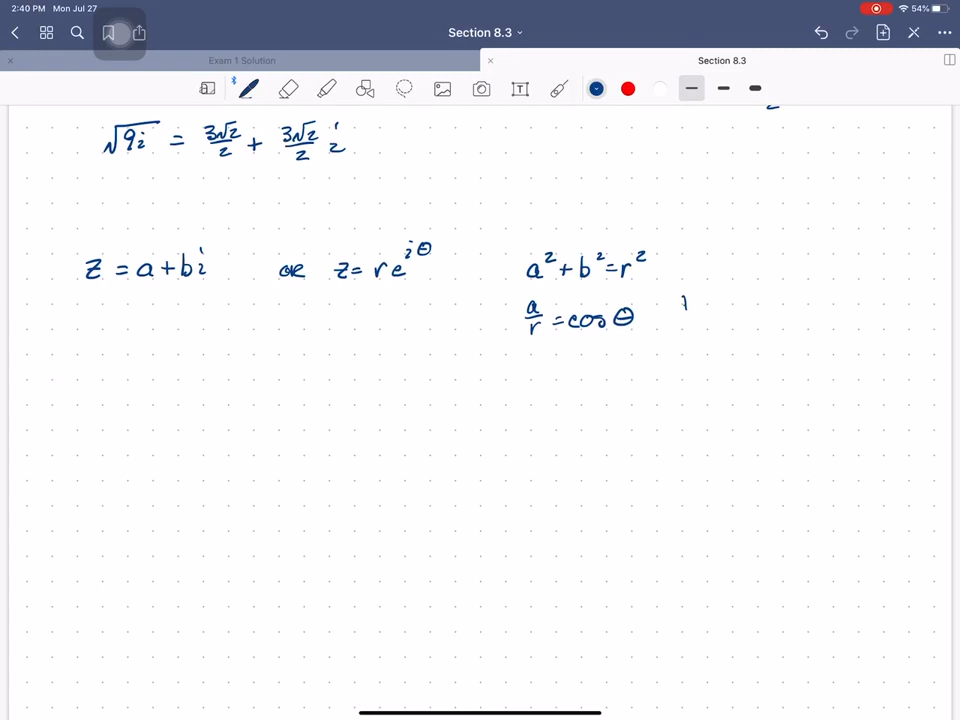 2:40 PM Mon Jul 27
54%
Section 8.3
Exam 1 Solution
Section 8.3
√9i = 3√2/2 + 3√2/2 i
z = a + bi or z = re^{iθ} a² + b² = r²
a/r = cos θ